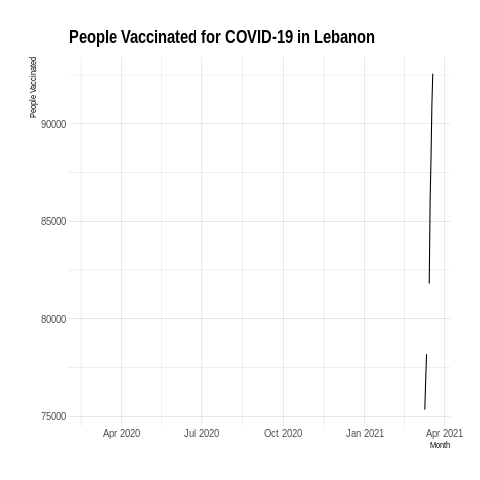 People Vaccinated for COVID-19 in Lebanon
People Vaccinated
90000
85000
80000
75000
Apr 2020 Jul 2020 Oct 2020 Jan 2021 Apr 2021
Month